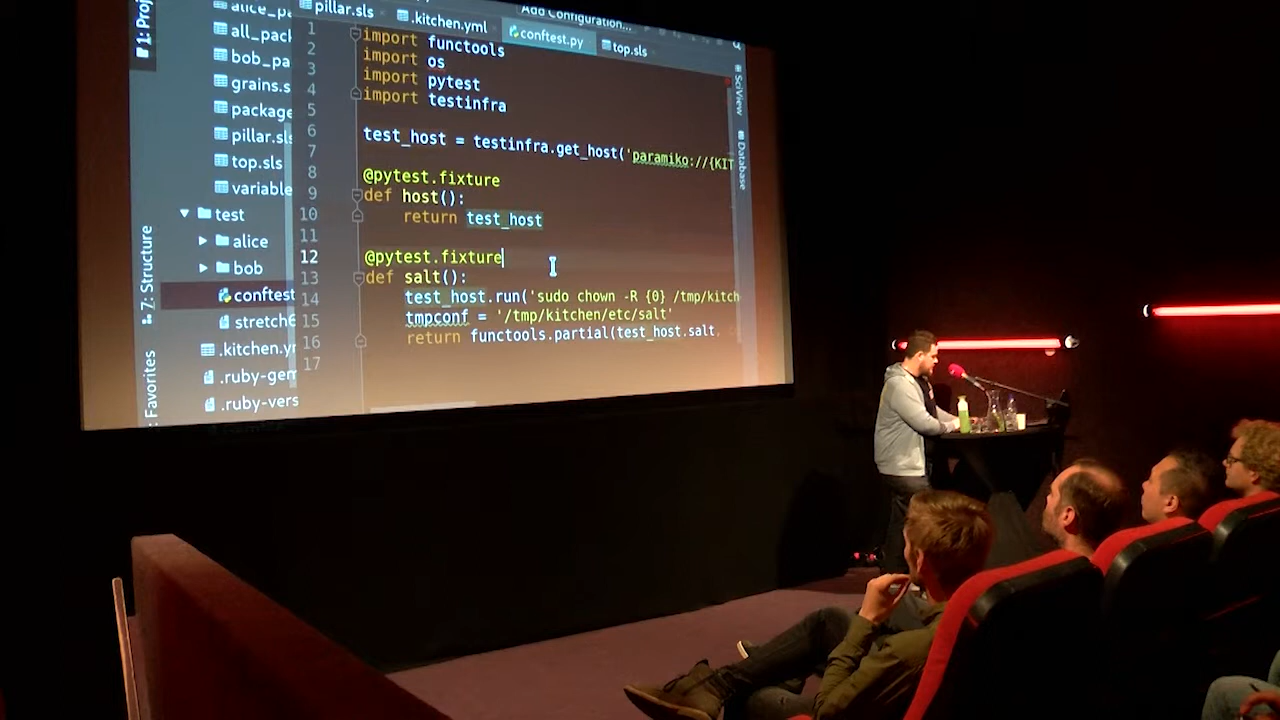 Add Configuration...
pillar.sls
.kitchen.yml
conftest.py
top.sls
1: Proj
7: Structure
Favorites
SciView
Database
alice_pa
all_pack
bob_pa
grains.s
package
pillar.sls
top.sls
variable
test
alice
bob
conftest
stretch
.kitchen.yr
.ruby-gem
.ruby-vers
1 import functools
2 import os
3 import pytest
4 import testinfra
5
6 test_host = testinfra.get_host('paramiko://{KIT
7
8 @pytest.fixture
9 def host():
10 return test_host
11
12 @pytest.fixture
13 def salt():
14 test_host.run('sudo chown -R {0} /tmp/kitch
15 tmpconf = '/tmp/kitchen/etc/salt'
16 return functools.partial(test_host.salt,
17